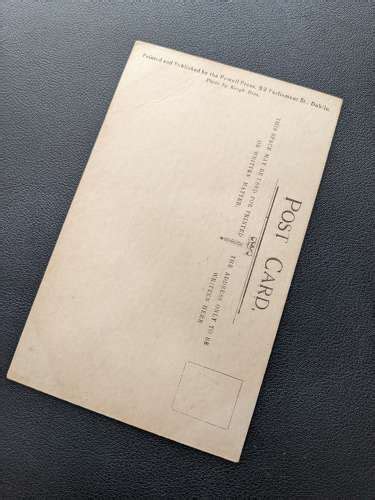 Printed and Published by the Powell Press, 22 Parliament St., Dublin.
Photo by Keogh Bros.
POST CARD.
THIS SPACE MAY BE USED FOR PRINTED
OR WRITTEN MATTER.
THE ADDRESS ONLY TO BE
WRITTEN HERE